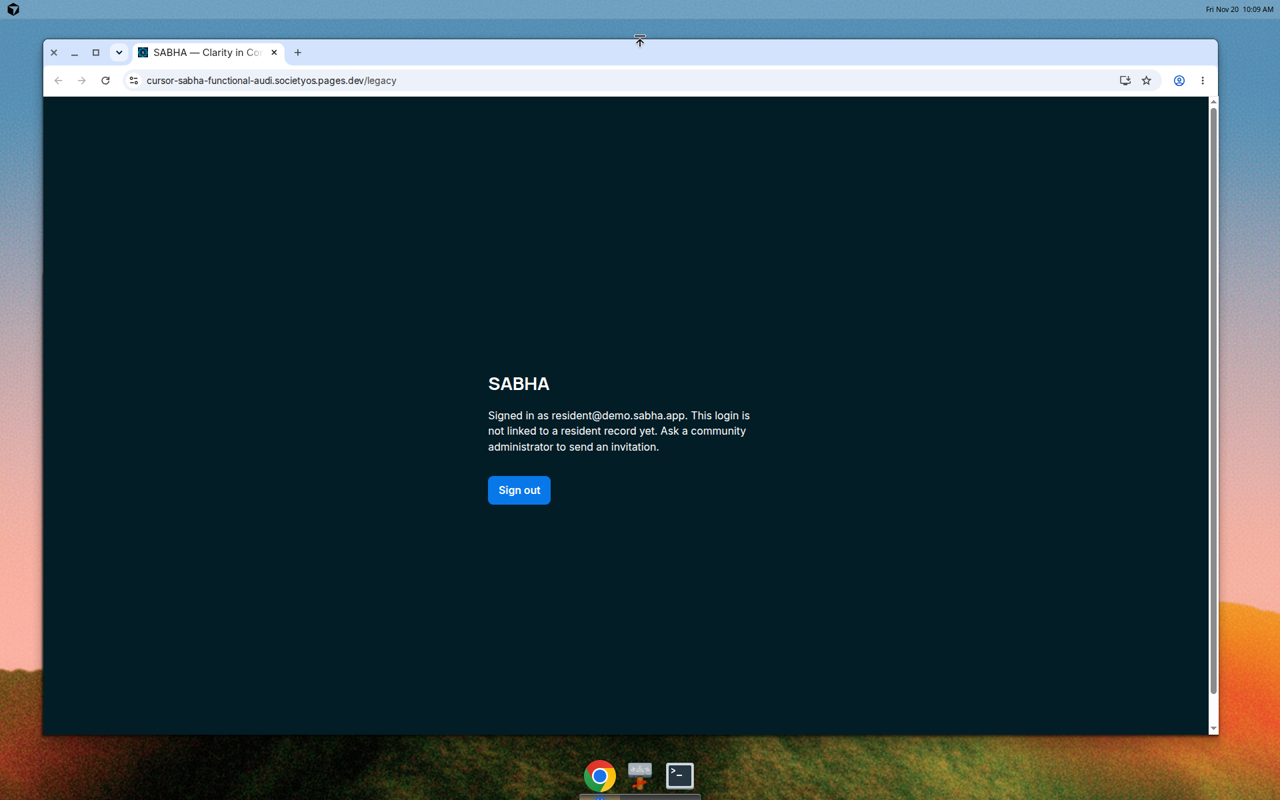 Fri Nov 20 10:09 AM
SABHA — Clarity in Co
cursor-sabha-functional-audi.societyos.pages.dev/legacy
SABHA
Signed in as resident@demo.sabha.app. This login is
not linked to a resident record yet. Ask a community
administrator to send an invitation.
Sign out